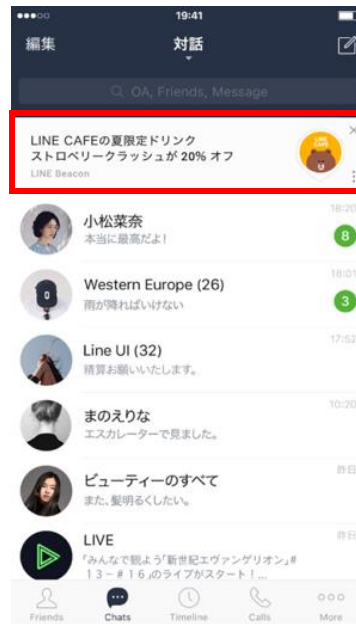 19:41
編集
対話
OA, Friends, Message
LINE CAFEの夏限定ドリンク
ストロベリークラッシュが 20% オフ
LINE Beacon
LINE CAFE
18:20
小松菜奈
本当に最高だよ!
8
18:01
Western Europe (26)
雨が降ればいけない
3
17:52
Line UI (32)
精算お願いいたします。
10:20
まのえりな
エスカレーターで見ました。
昨日
ビューティーのすべて
また、髪明るくしたい。
昨日
LIVE
「みんなで観よう「新世紀エヴァンゲリオン」#
13-#16」のライブがスタート!...
Friends
Chats
Timeline
Calls
More